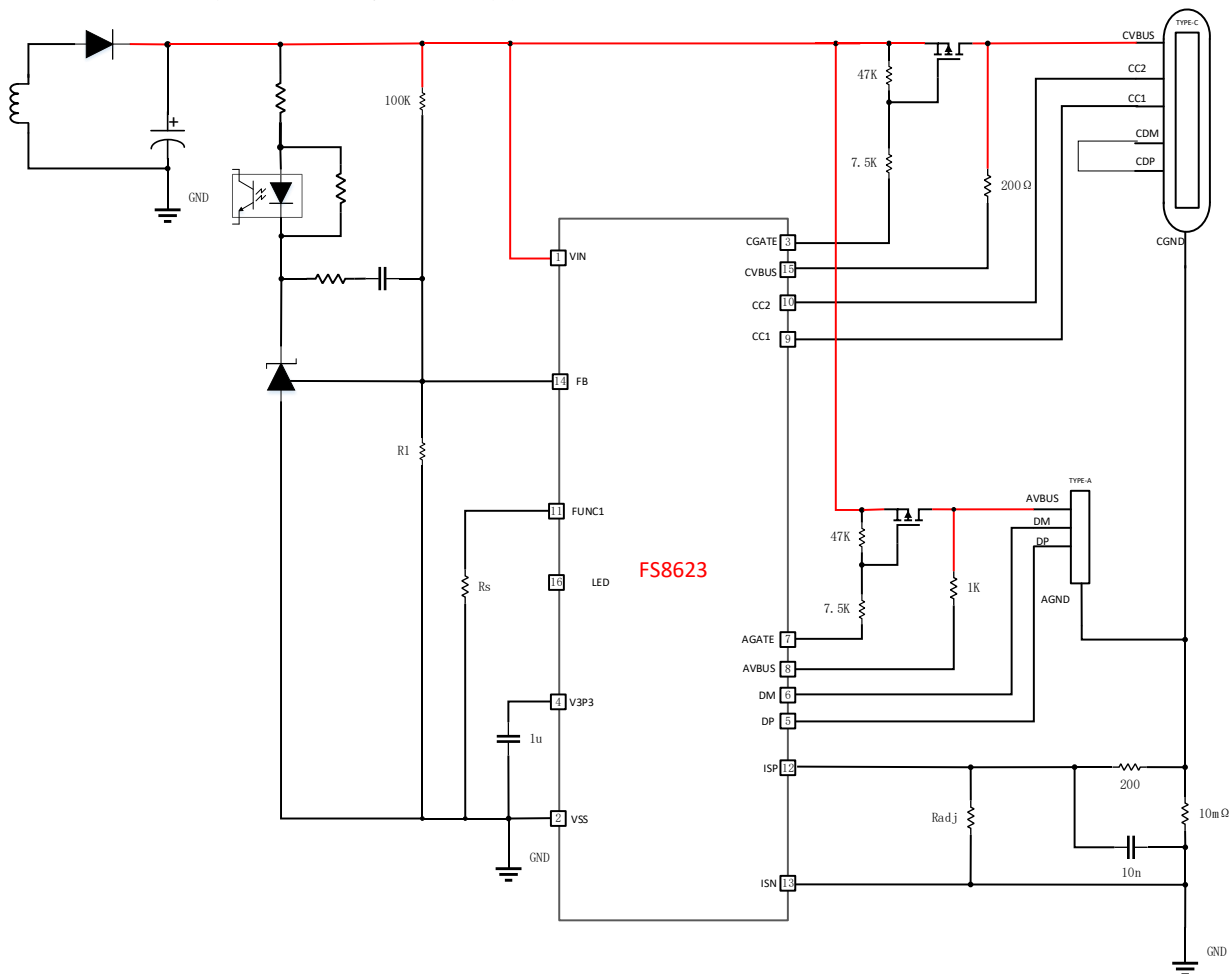 TYPE-C
CVBUS
CC2
CC1
CDM
CDP
CGND
47K
7.5K
200Ω
100K
+
GND
1 VIN
14 FB
R1
11 FUNC1
Rs
16 LED
4 V3P3
1u
2 VSS
GND
FS8623
CGATE 3
CVBUS 15
CC2 10
CC1 9
AGATE 7
AVBUS 8
DM 6
DP 5
ISP 12
ISN 13
TYPE-A
AVBUS
DM
DP
AGND
47K
7.5K
1K
200
Radj
10mΩ
10n
GND